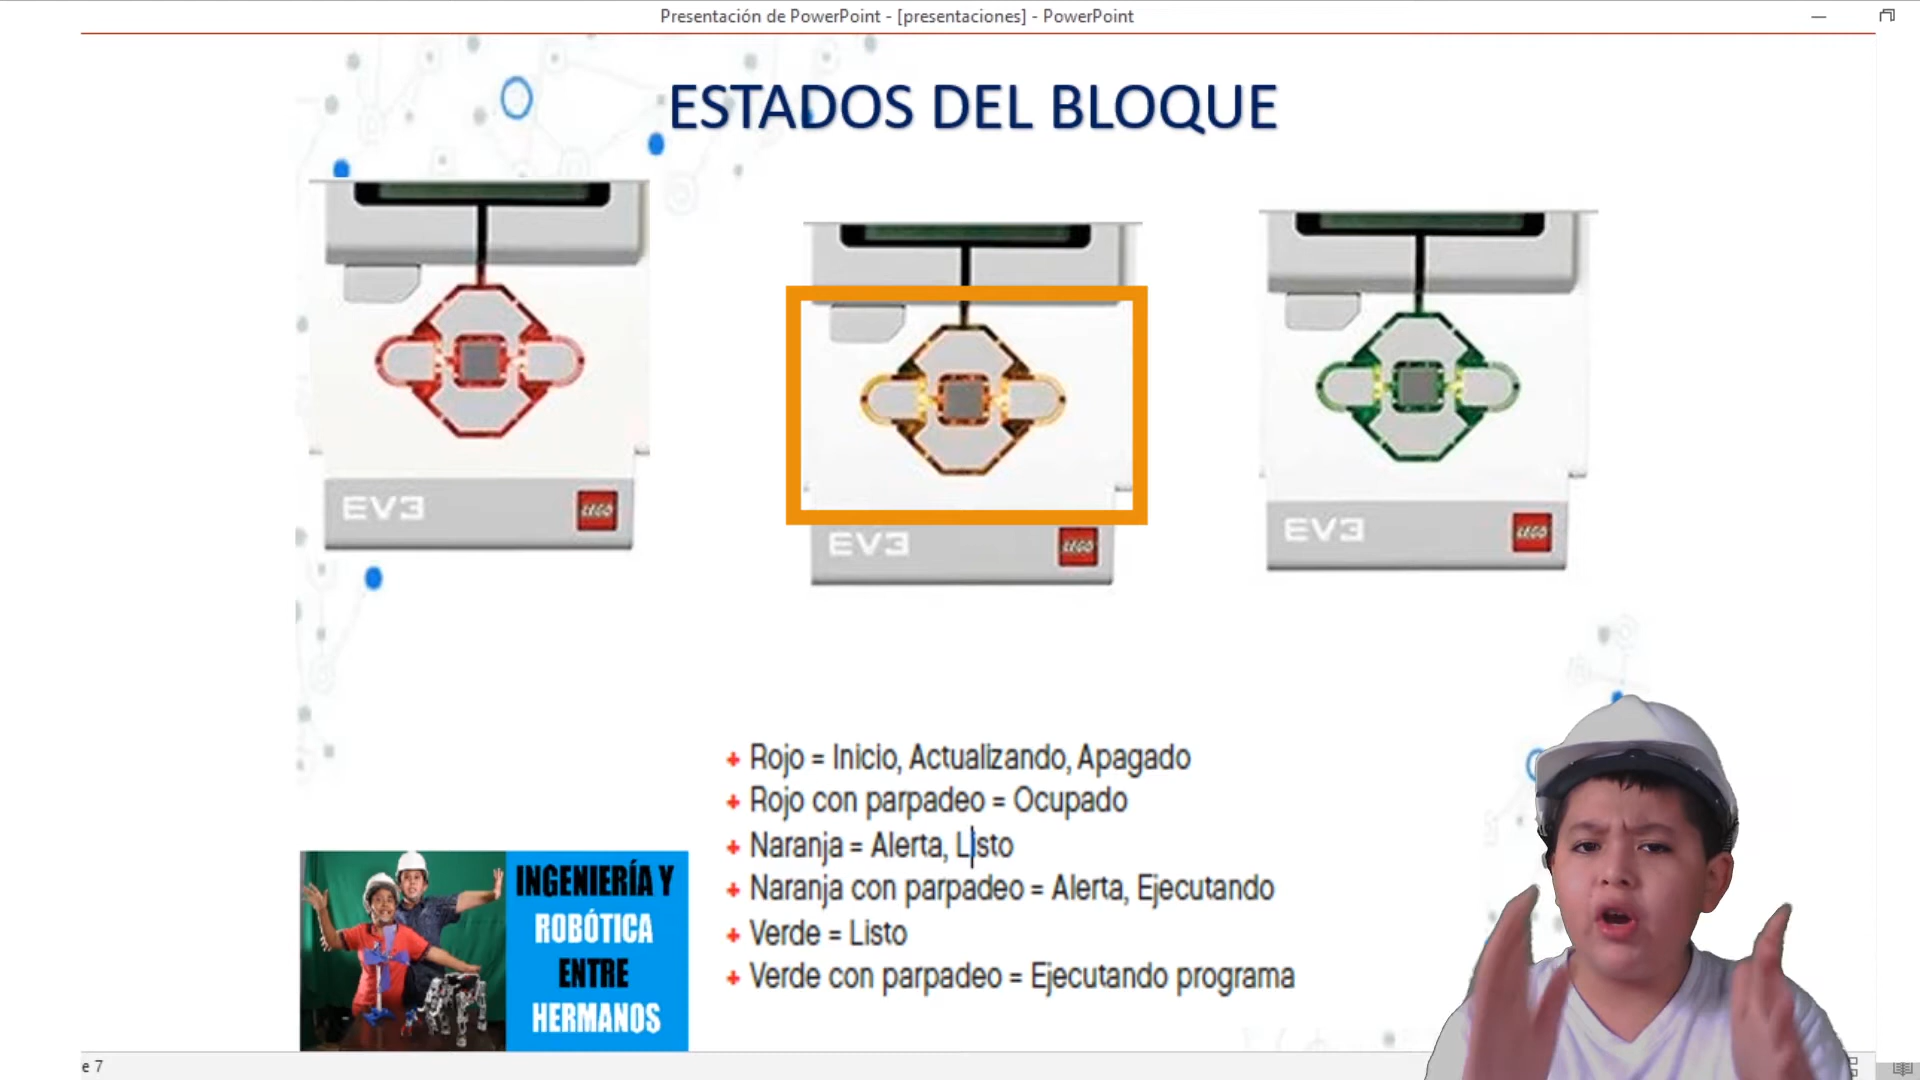 Presentación de PowerPoint - [presentaciones] - PowerPoint
ESTADOS DEL BLOQUE
EV3
LEGO
EV3
LEGO
EV3
LEGO
+ Rojo = Inicio, Actualizando, Apagado
+ Rojo con parpadeo = Ocupado
+ Naranja = Alerta, Listo
+ Naranja con parpadeo = Alerta, Ejecutando
+ Verde = Listo
+ Verde con parpadeo = Ejecutando programa
INGENIERÍA Y
ROBÓTICA
ENTRE
HERMANOS
e 7